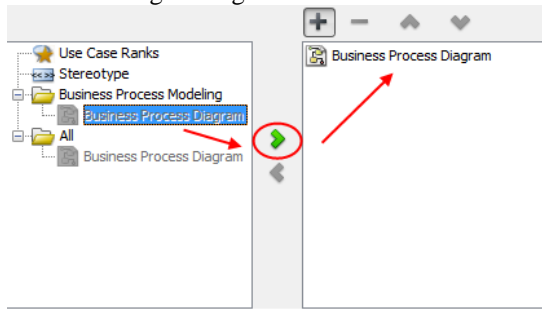 Use Case Ranks
Stereotype
Business Process Modeling
Business Process Diagram
All
Business Process Diagram
Business Process Diagram